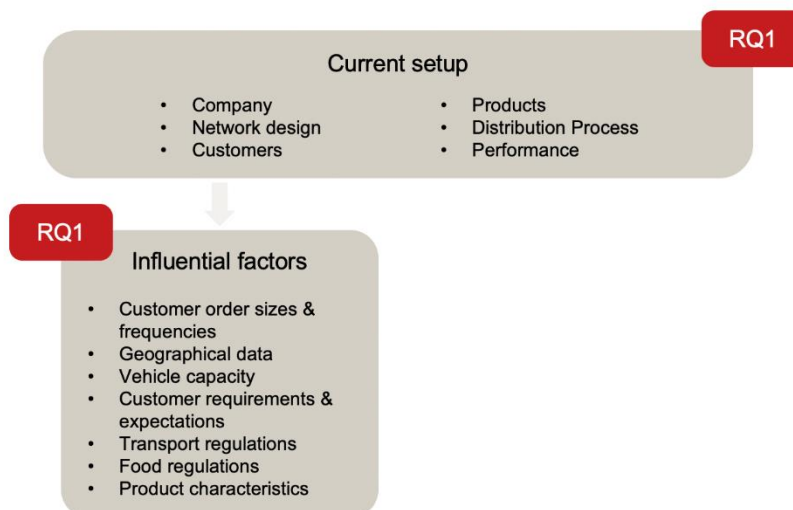 RQ1
Current setup
• Company
• Network design
• Customers
• Products
• Distribution Process
• Performance
RQ1
Influential factors
• Customer order sizes &
frequencies
• Geographical data
• Vehicle capacity
• Customer requirements &
expectations
• Transport regulations
• Food regulations
• Product characteristics